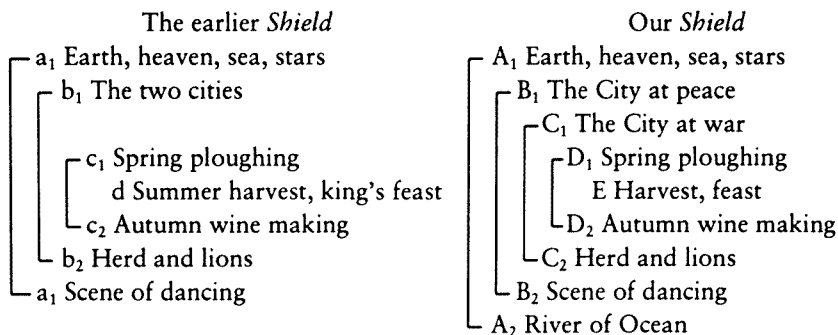 The earlier Shield
a₁ Earth, heaven, sea, stars
b₁ The two cities
c₁ Spring ploughing
d Summer harvest, king's feast
c₂ Autumn wine making
b₂ Herd and lions
a₁ Scene of dancing
Our Shield
A₁ Earth, heaven, sea, stars
B₁ The City at peace
C₁ The City at war
D₁ Spring ploughing
E Harvest, feast
D₂ Autumn wine making
C₂ Herd and lions
B₂ Scene of dancing
A₂ River of Ocean